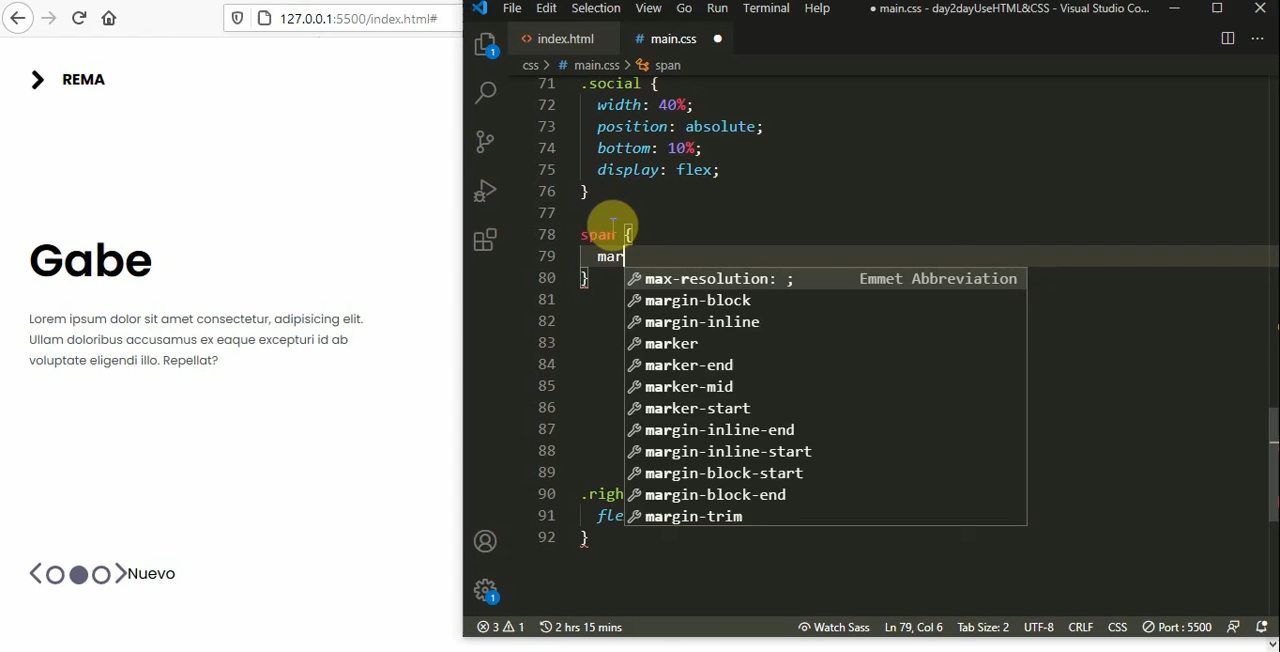 127.0.0.1:5500/index.html#
REMA
Gabe
Lorem ipsum dolor sit amet consectetur, adipisicing elit.
Ullam doloribus accusamus ex eaque excepturi id ab
voluptate eligendi illo. Repellat?
Nuevo
File Edit Selection View Go Run Terminal Help ● main.css - day2dayUseHTML&CSS - Visual Studio Co...
<> index.html # main.css ●
css > # main.css > span
71 .social {
72 width: 40%;
73 position: absolute;
74 bottom: 10%;
75 display: flex;
76 }
77
78 span {
79 mar
80 }
81
82
83
84
85
86
87
88
89
90 .righ
91 fle
92 }
max-resolution: ; Emmet Abbreviation
margin-block
margin-inline
marker
marker-end
marker-mid
marker-start
margin-inline-end
margin-inline-start
margin-block-start
margin-block-end
margin-trim
1
1
3 1 2 hrs 15 mins Watch Sass Ln 79, Col 6 Tab Size: 2 UTF-8 CRLF CSS Port : 5500